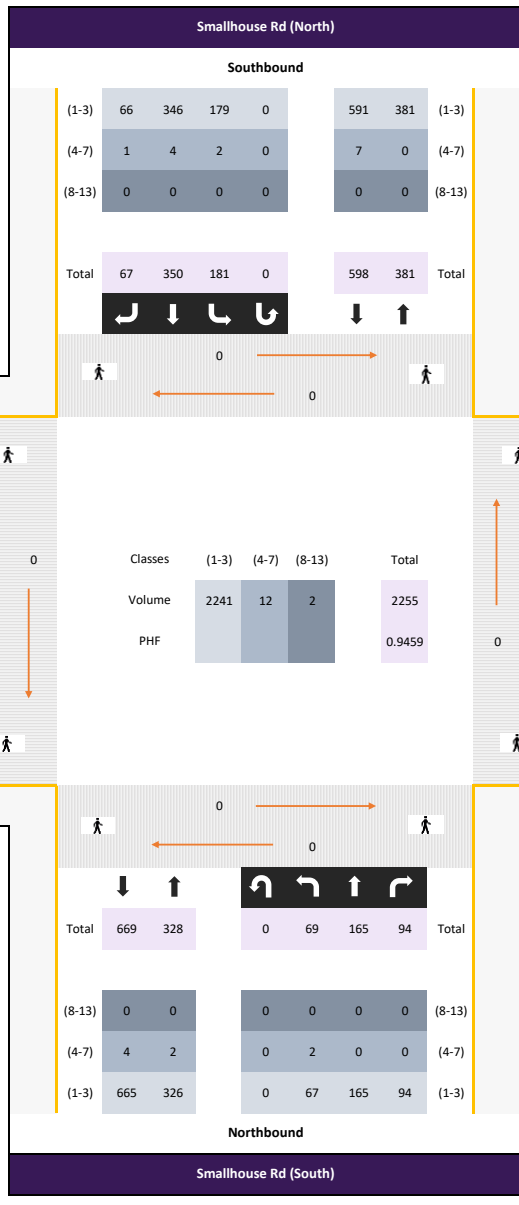 Smallhouse Rd (North)
Southbound
(1-3) 66 346 179 0 591 381 (1-3)
(4-7) 1 4 2 0 7 0 (4-7)
(8-13) 0 0 0 0 0 0 (8-13)
Total 67 350 181 0 598 381 Total
0
0
0
Classes (1-3) (4-7) (8-13) Total
Volume 2241 12 2 2255
PHF 0.9459
0
0
0
Total 669 328 0 69 165 94 Total
(8-13) 0 0 0 0 0 0 (8-13)
(4-7) 4 2 0 2 0 0 (4-7)
(1-3) 665 326 0 67 165 94 (1-3)
Northbound
Smallhouse Rd (South)